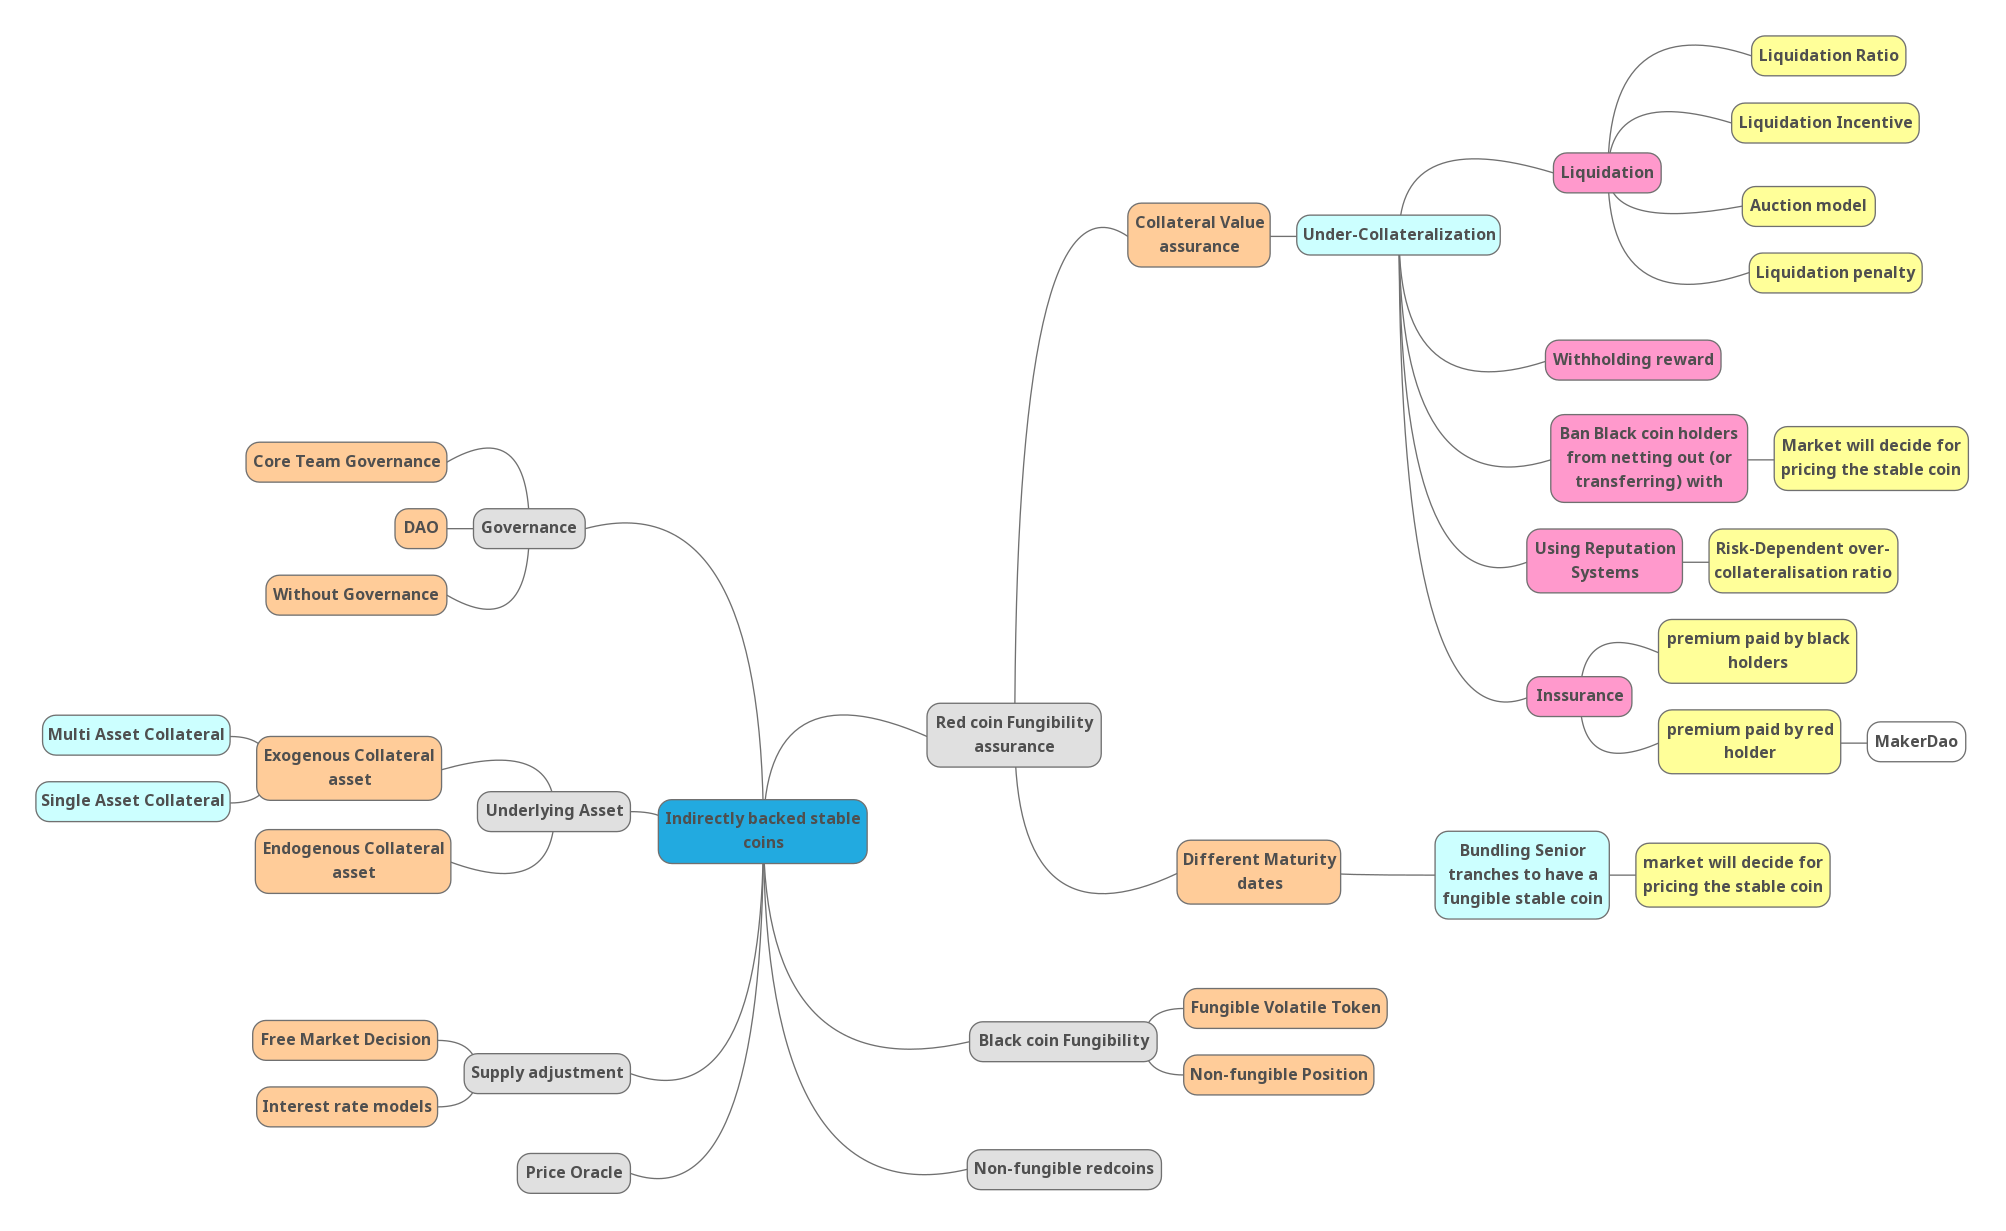 Liquidation Ratio
Liquidation Incentive
Liquidation
Auction model
Collateral Value
assurance
Under-Collateralization
Liquidation penalty
Withholding reward
Ban Black coin holders
from netting out (or
transferring) with
Market will decide for
pricing the stable coin
Using Reputation
Systems
Risk-Dependent over-
collateralisation ratio
premium paid by black
holders
Inssurance
premium paid by red
holder
MakerDao
Core Team Governance
DAO
Governance
Without Governance
Red coin Fungibility
assurance
Multi Asset Collateral
Exogenous Collateral
asset
Single Asset Collateral
Underlying Asset
Indirectly backed stable
coins
Endogenous Collateral
asset
Different Maturity
dates
Bundling Senior
tranches to have a
fungible stable coin
market will decide for
pricing the stable coin
Free Market Decision
Supply adjustment
Interest rate models
Price Oracle
Fungible Volatile Token
Black coin Fungibility
Non-fungible Position
Non-fungible redcoins